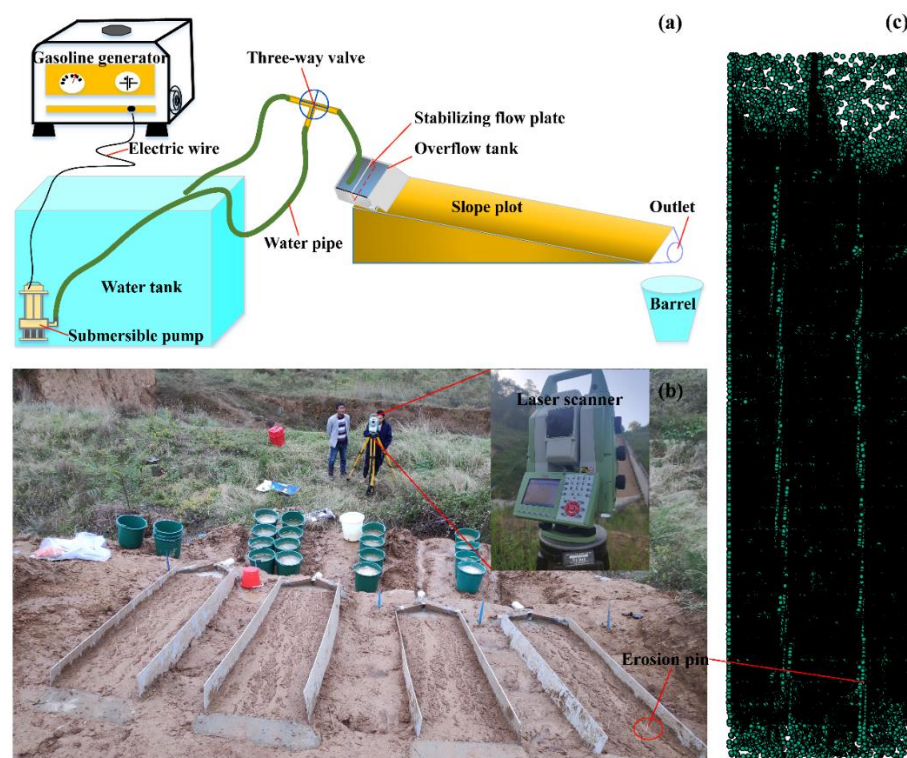 (a)
(c)
Gasoline generator
Three-way valve
Stabilizing flow plate
Overflow tank
Electric wire
Slope plot
Outlet
Water pipe
Water tank
Barrel
Submersible pump
(b)
Laser scanner
Erosion pin